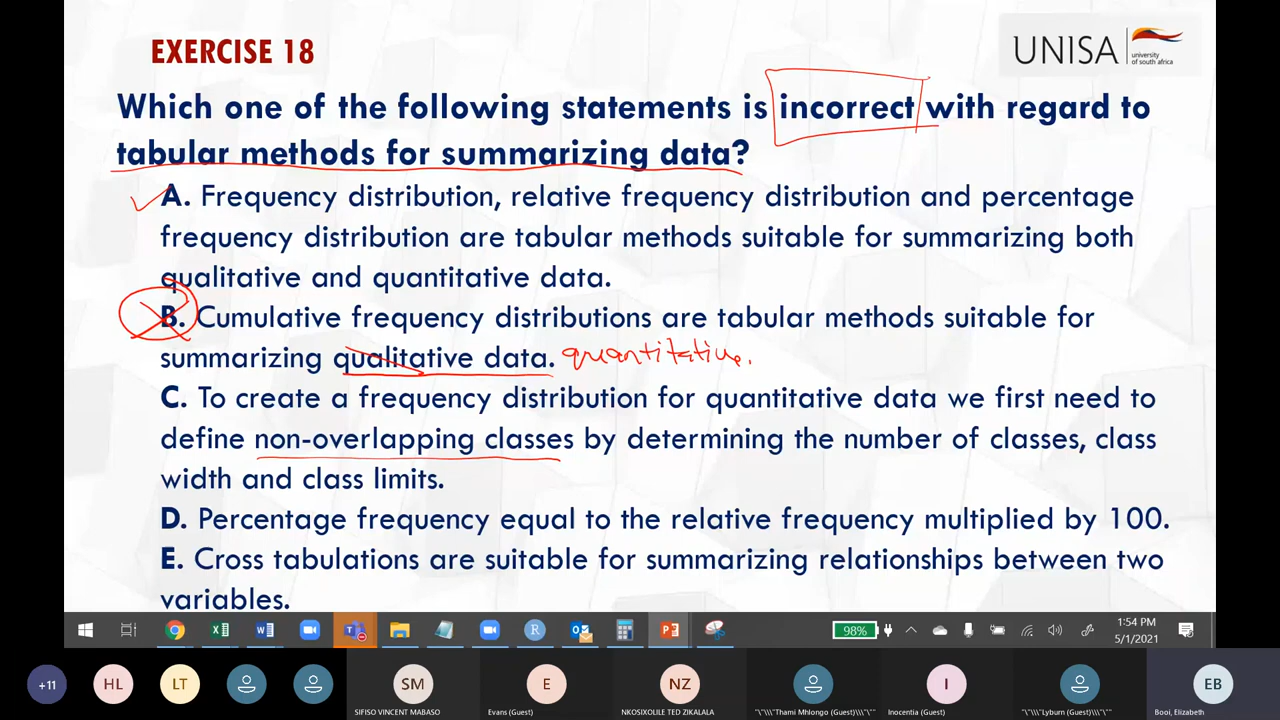 EXERCISE 18
UNISA
university
of south africa
Which one of the following statements is incorrect with regard to
tabular methods for summarizing data?
A. Frequency distribution, relative frequency distribution and percentage
frequency distribution are tabular methods suitable for summarizing both
qualitative and quantitative data.
B. Cumulative frequency distributions are tabular methods suitable for
summarizing qualitative data. quantitative.
C. To create a frequency distribution for quantitative data we first need to
define non-overlapping classes by determining the number of classes, class
width and class limits.
D. Percentage frequency equal to the relative frequency multiplied by 100.
E. Cross tabulations are suitable for summarizing relationships between two
variables.
98%
1:54 PM
5/1/2021
+11
HL
LT
SM
E
NZ
I
EB
SIFISO VINCENT MABASO
Evans (Guest)
NKOSIXOLILE TED ZIKALALA
"\"\\\"Thami Mhlongo (Guest)\\\"\""
Inocentia (Guest)
"\"\\\"Lyburn (Guest)\\\"\""
Booi, Elizabeth